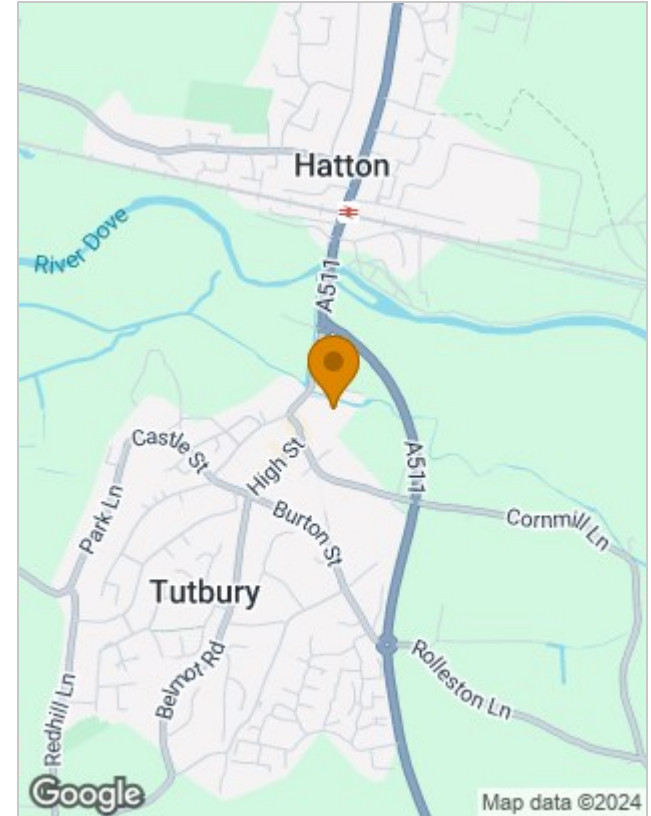 Hatton
River Dove
A511
Castle St
High St
A511
Park Ln
Burton St
Cornmill Ln
Tutbury
Belmot Rd
Rolleston Ln
Redhill Ln
Google
Map data ©2024